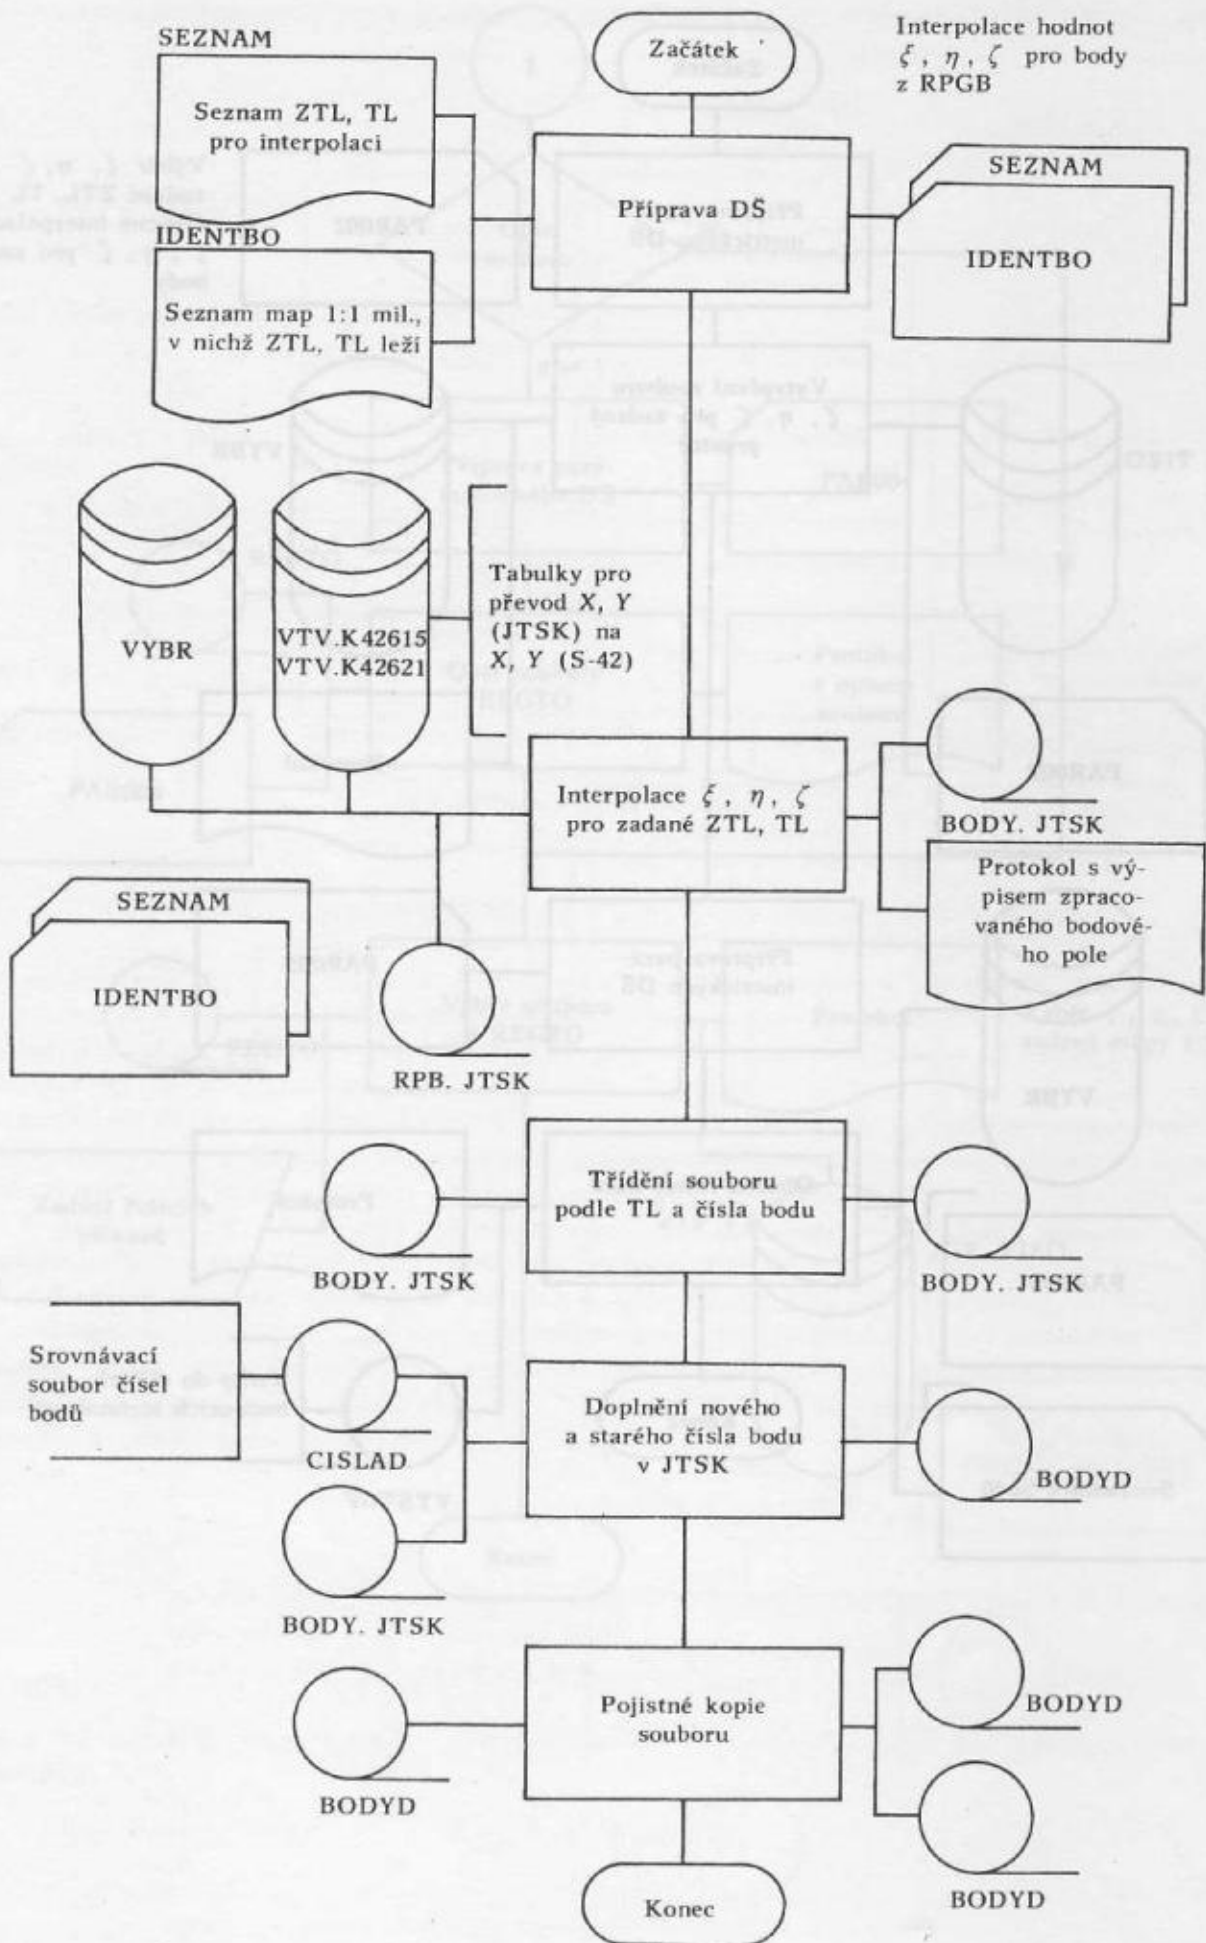 SEZNAM
Seznam ZTL, TL
pro interpolaci
Začátek
Interpolace hodnot
ξ, η, ζ pro body
z RPGB
IDENTBO
Seznam map 1:1 mil.,
v nichž ZTL, TL leží
Příprava DŠ
SEZNAM
IDENTBO
VYBR
VTV.K42615
VTV.K42621
Tabulky pro
převod X, Y
(JTSK) na
X, Y (S-42)
Interpolace ξ, η, ζ
pro zadané ZTL, TL
BODY. JTSK
Protokol s vý-
pisem zpraco-
vaného bodové-
ho pole
SEZNAM
IDENTBO
RPB. JTSK
BODY. JTSK
Třídění souboru
podle TL a čísla bodu
BODY. JTSK
Srovnávací
soubor čísel
bodů
CISLAD
BODY. JTSK
Doplnění nového
a starého čísla bodu
v JTSK
BODYD
BODYD
Pojistné kopie
souboru
BODYD
BODYD
Konec